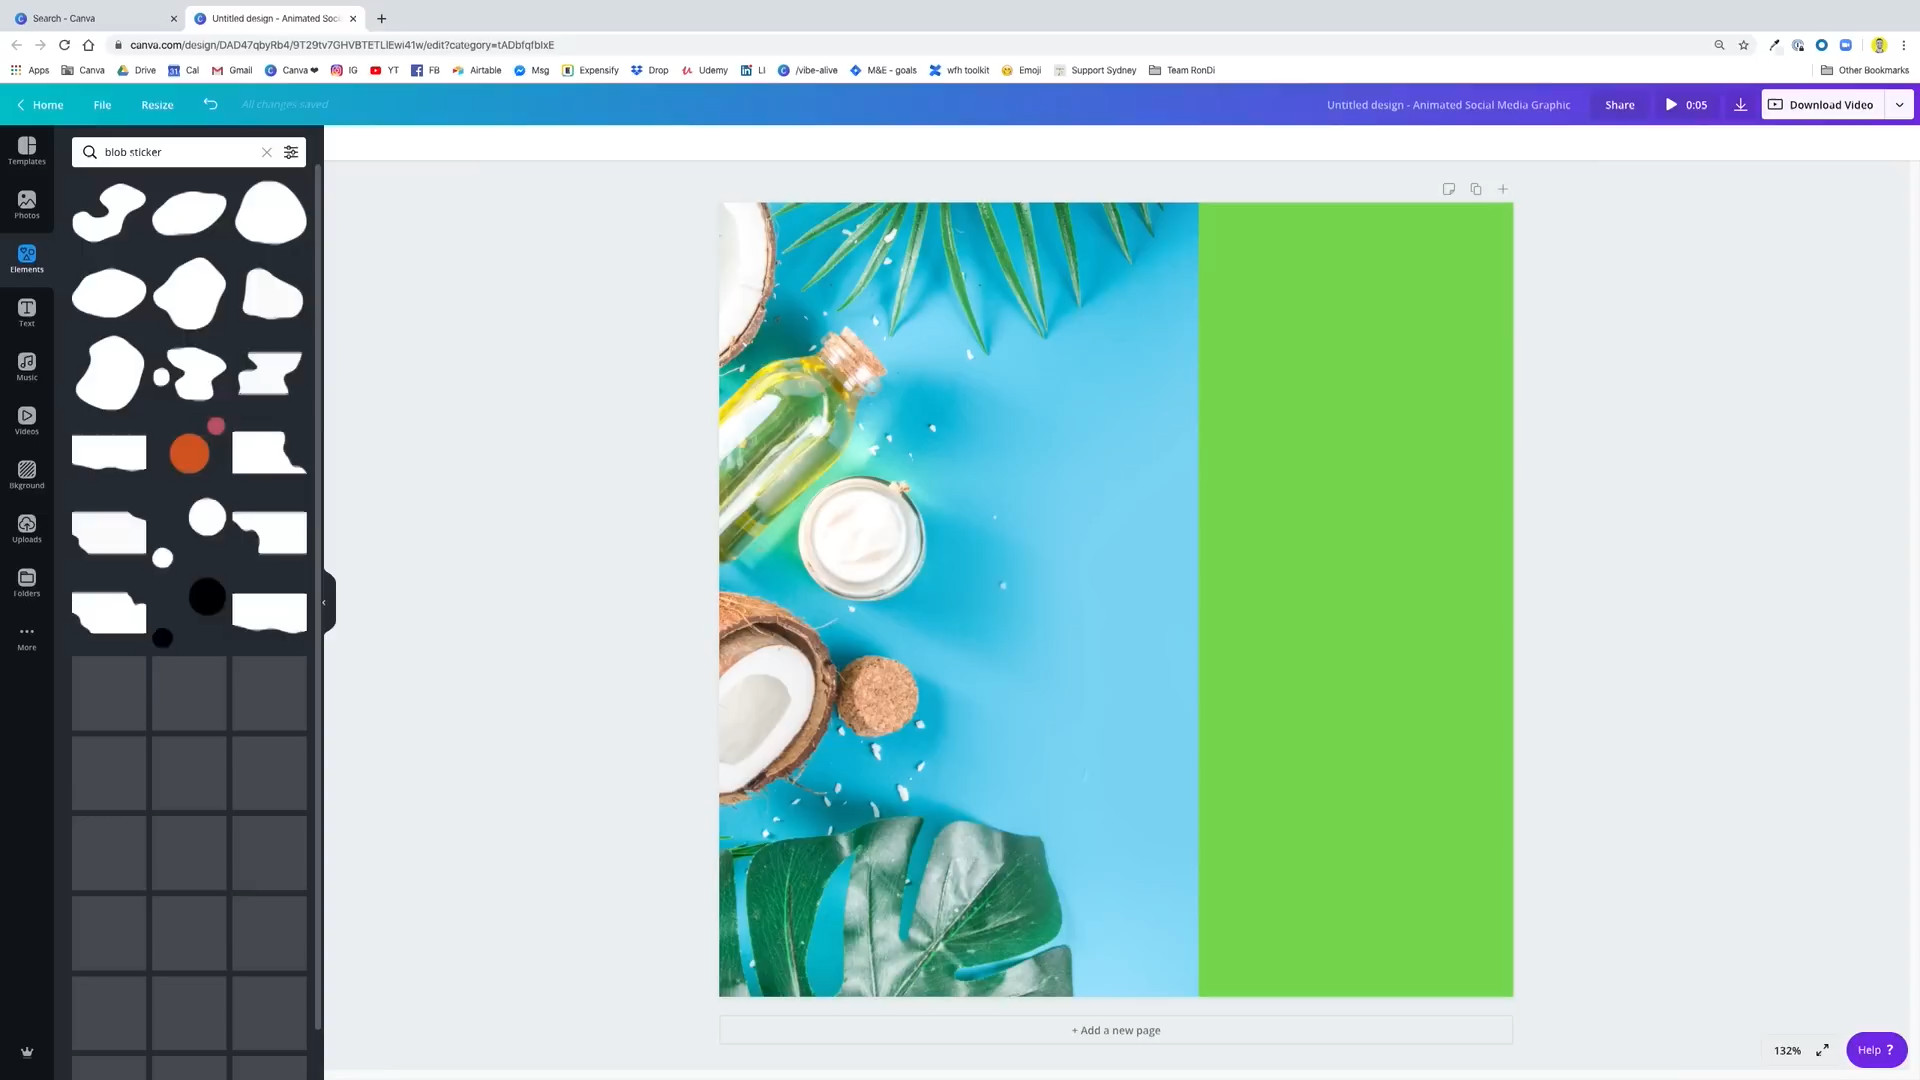 Search - Canva
Untitled design - Animated Soci
canva.com/design/DAD47qbyRb4/9T29tv7GHVBTETLlEwi41w/edit?category=tADbfqfbIxE
Apps Canva Drive Cal Gmail Canva ❤ IG YT FB Airtable Msg Expensify Drop Udemy LI /vibe-alive M&E - goals wfh toolkit Emoji Support Sydney Team RonDi Other Bookmarks
Home File Resize All changes saved Untitled design - Animated Social Media Graphic Share 0:05 Download Video
blob sticker
Templates
Photos
Elements
Text
Music
Videos
Bkground
Uploads
Folders
More
+ Add a new page
132%
Help ?